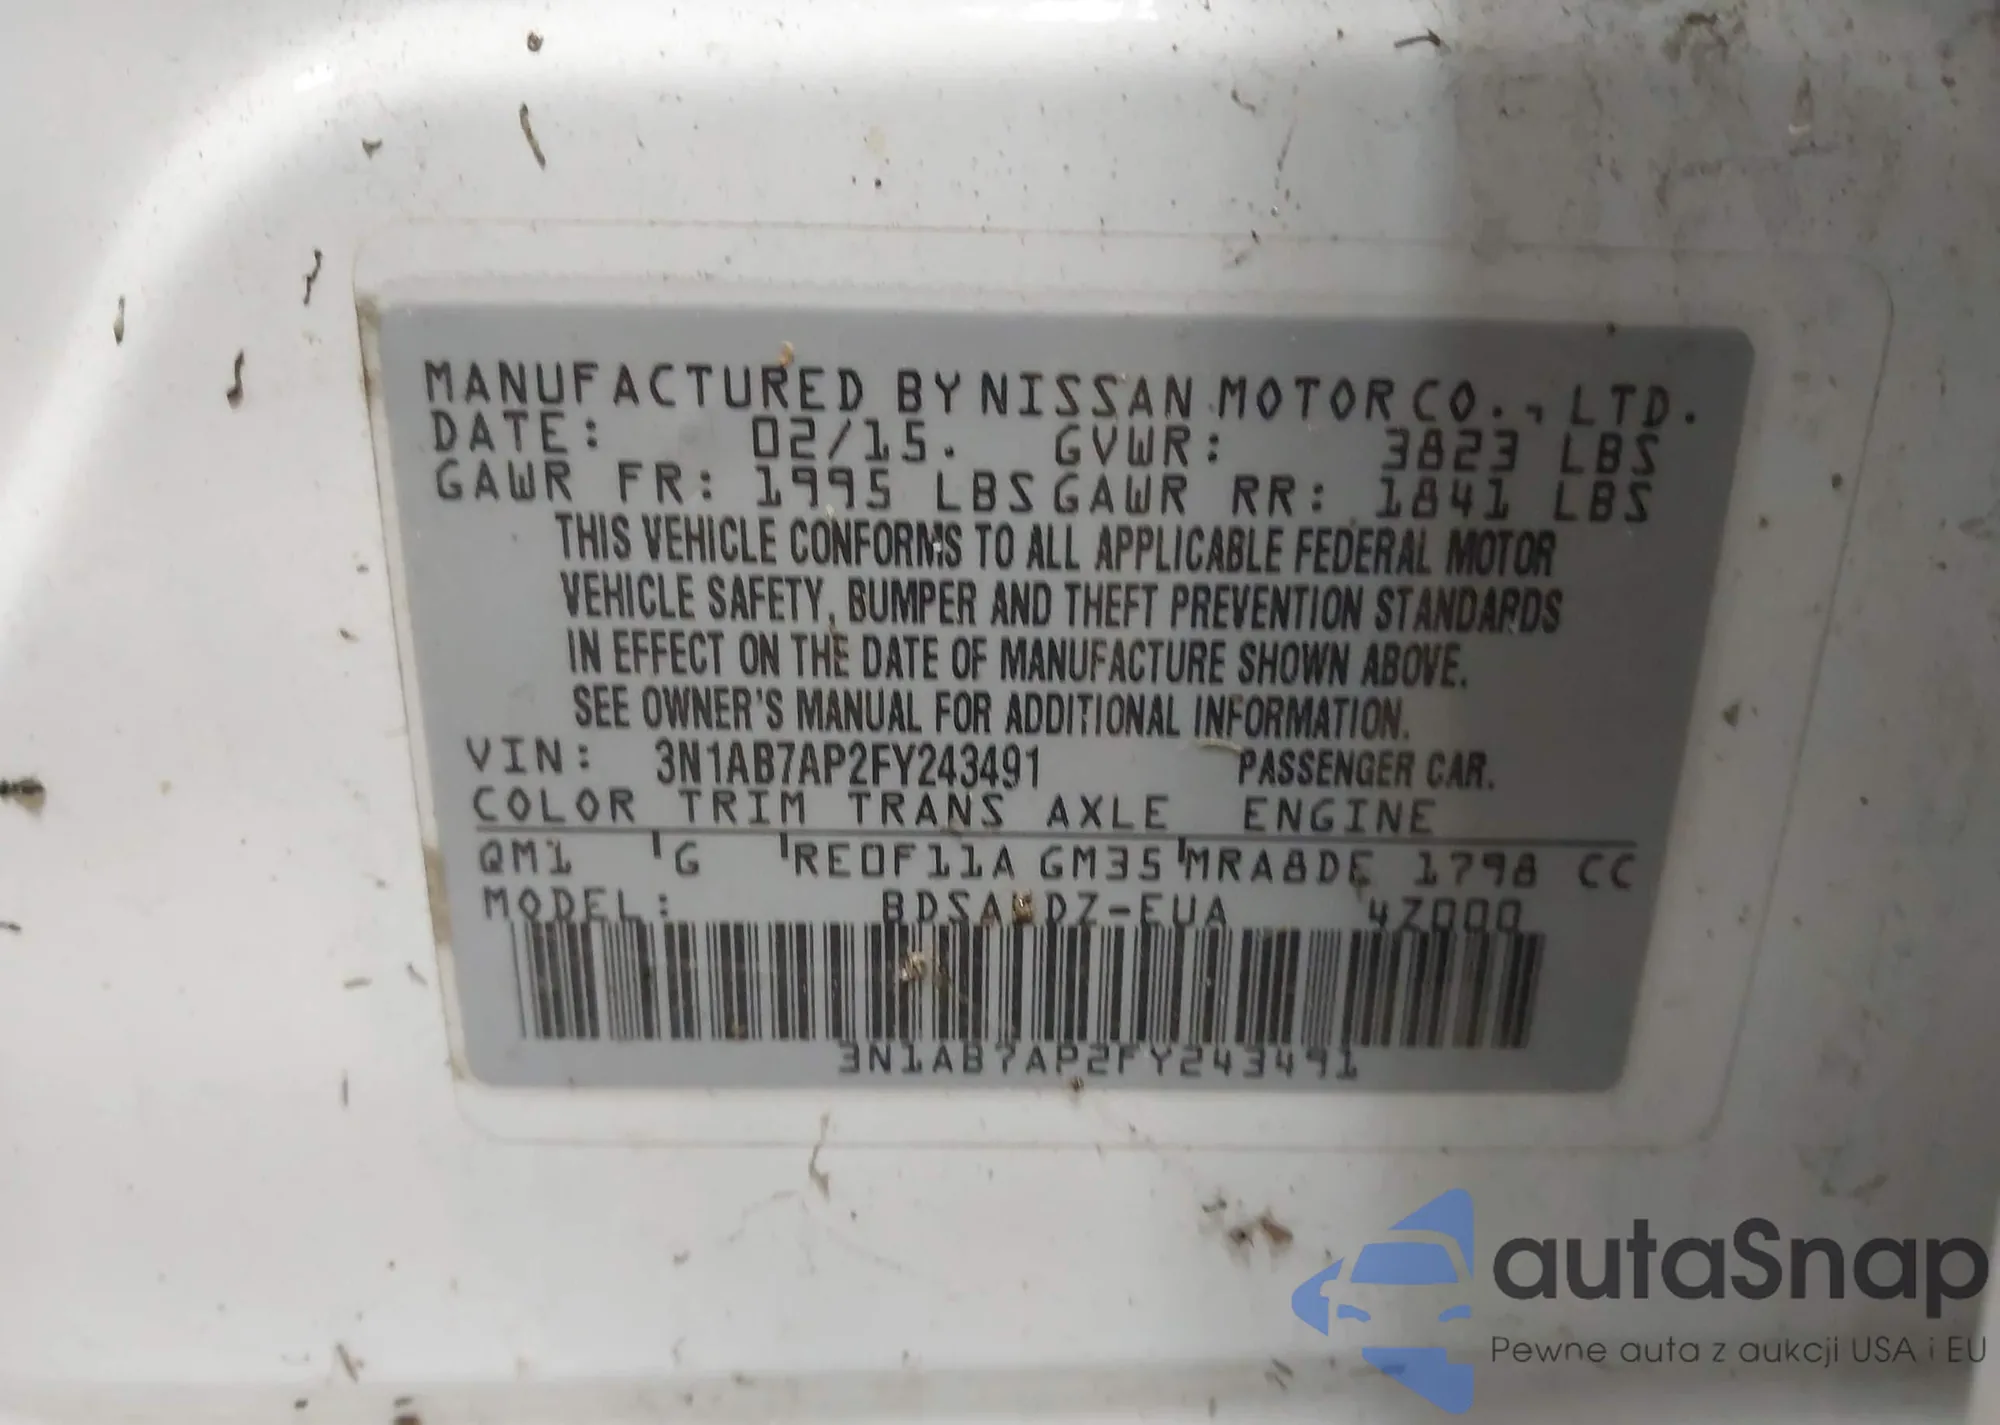 MANUFACTURED BY NISSAN MOTOR CO., LTD.
DATE: 02/15. GVWR: 3823 LBS
GAWR FR: 1995 LBS GAWR RR: 1841 LBS
THIS VEHICLE CONFORMS TO ALL APPLICABLE FEDERAL MOTOR
VEHICLE SAFETY, BUMPER AND THEFT PREVENTION STANDARDS
IN EFFECT ON THE DATE OF MANUFACTURE SHOWN ABOVE.
SEE OWNER'S MANUAL FOR ADDITIONAL INFORMATION.
VIN: 3N1AB7AP2FY243491 PASSENGER CAR.
COLOR TRIM TRANS AXLE ENGINE
QM1 G RE0F11A GM35 MRA8DE 1798 CC
MODEL: 4Z000
3N1AB7AP2FY243491
autaSnap
Pewne auta z aukcji USA i EU